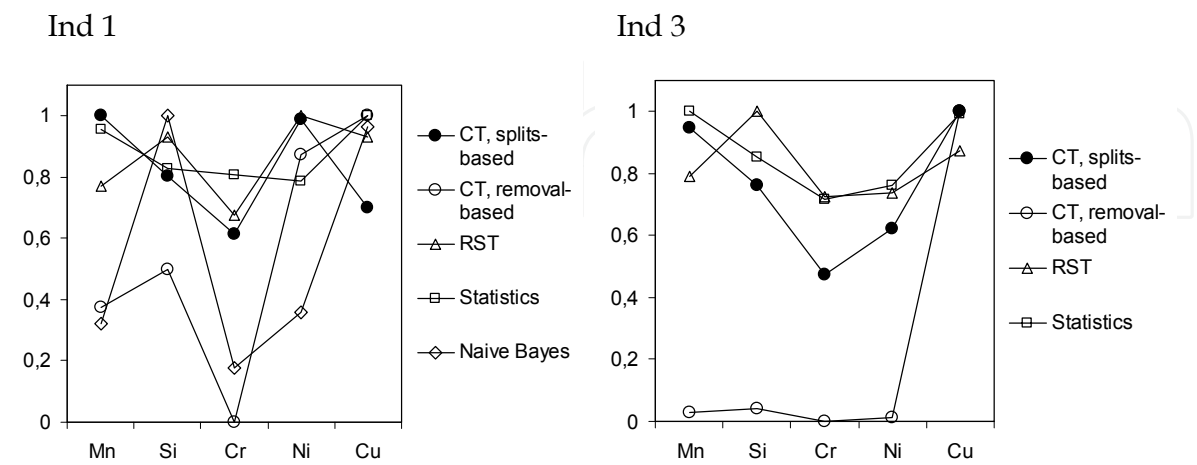 Ind 1
1
0,8
0,6
0,4
0,2
0
Mn Si Cr Ni Cu
CT, splits-
based
CT, removal-
based
RST
Statistics
Naive Bayes
Ind 3
1
0,8
0,6
0,4
0,2
0
Mn Si Cr Ni Cu
CT, splits-
based
CT, removal-
based
RST
Statistics